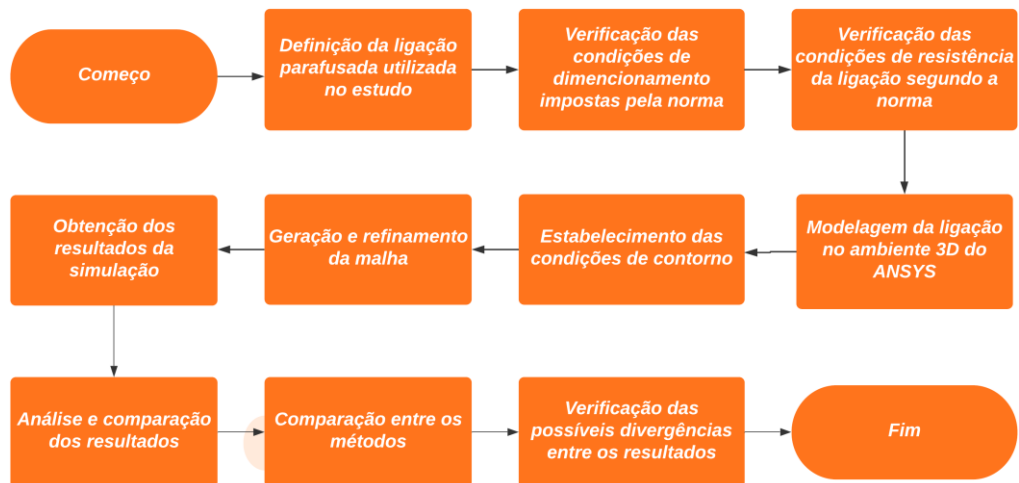 Começo
Definição da ligação
parafusada utilizada
no estudo
Verificação das
condições de
dimencionamento
impostas pela norma
Verificação das
condições de resistência
da ligação segundo a
norma
Modelagem da ligação
no ambiente 3D do
ANSYS
Estabelecimento das
condições de contorno
Geração e refinamento
da malha
Obtenção dos
resultados da
simulação
Análise e comparação
dos resultados
Comparação entre os
métodos
Verificação das
possíveis divergências
entre os resultados
Fim